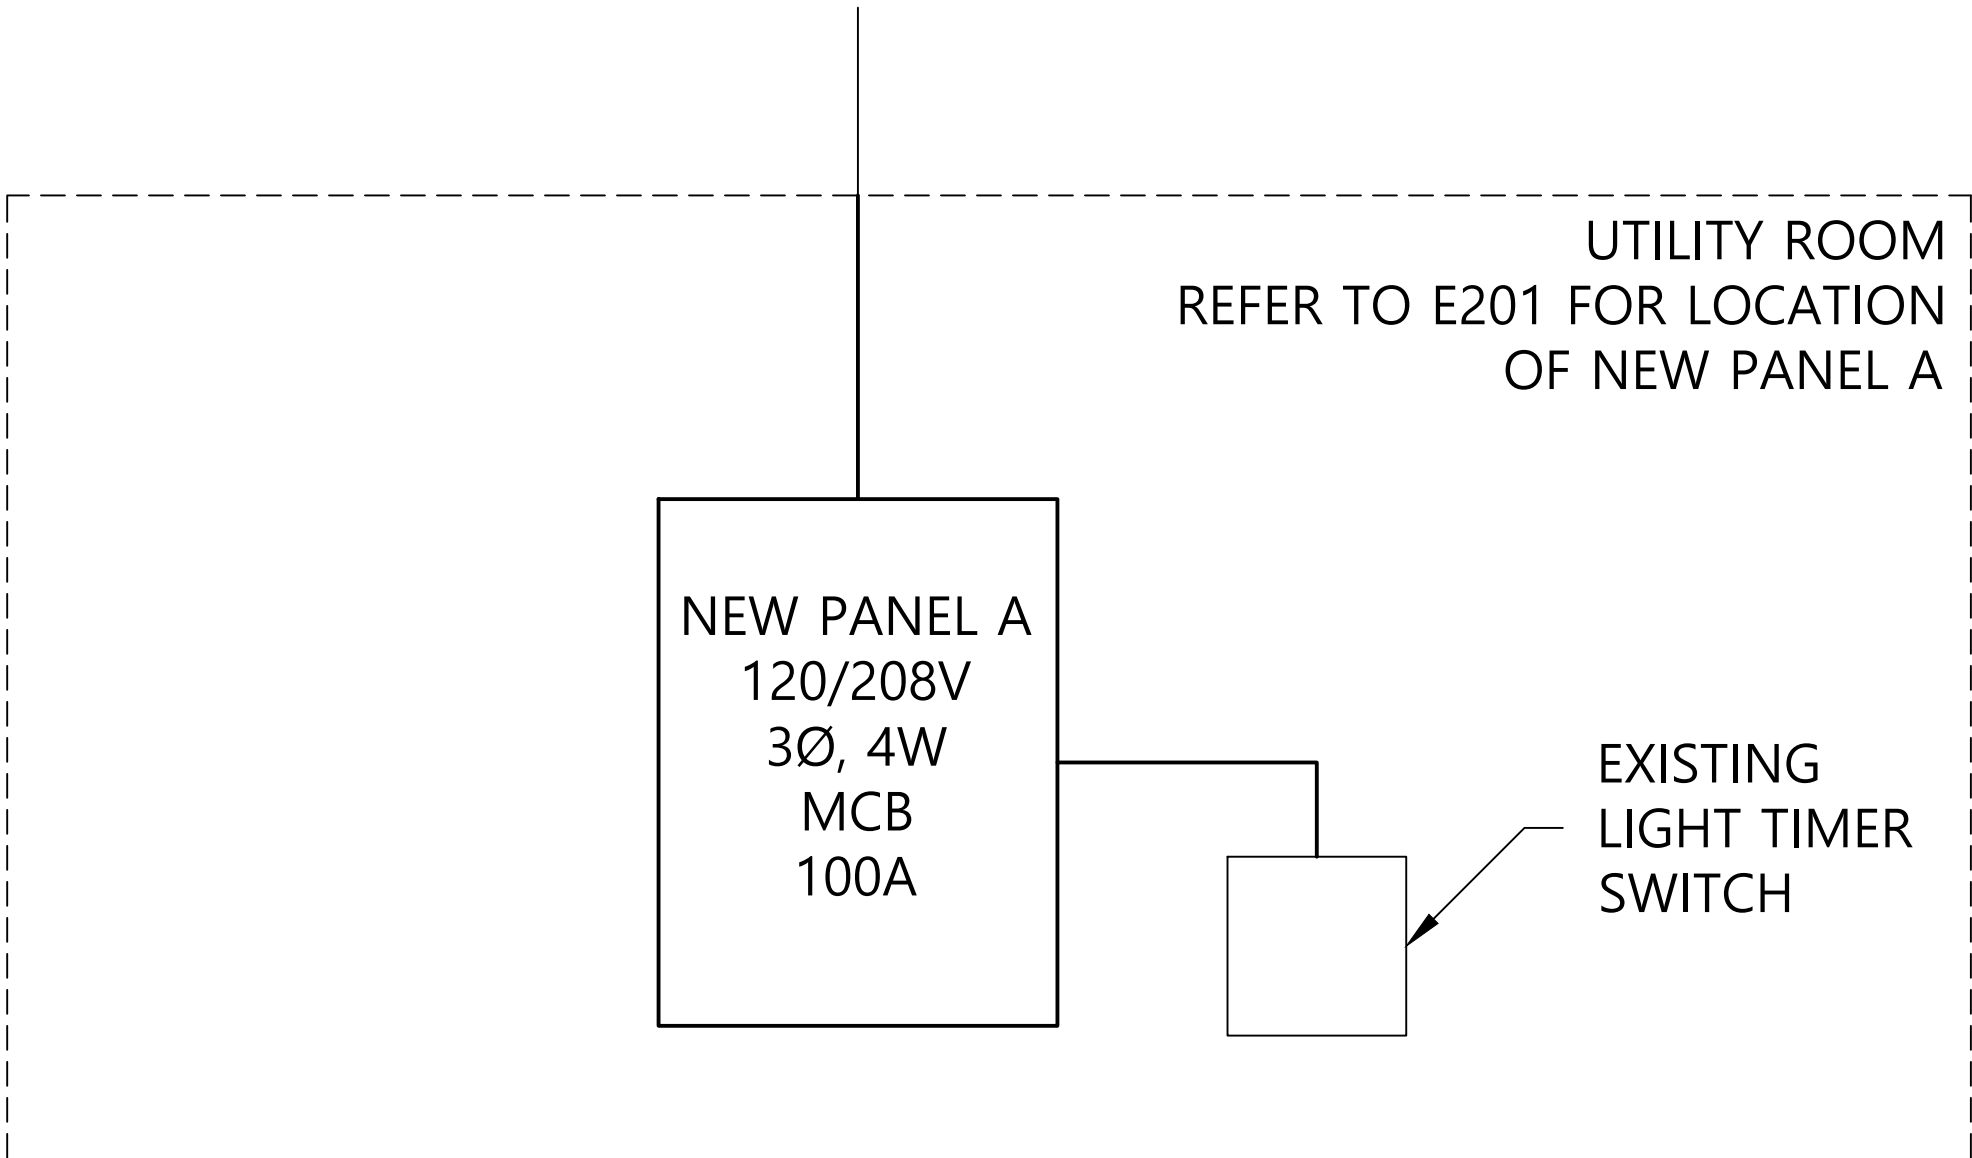 UTILITY ROOM
REFER TO E201 FOR LOCATION
OF NEW PANEL A
NEW PANEL A
120/208V
3Ø, 4W
MCB
100A
EXISTING
LIGHT TIMER
SWITCH